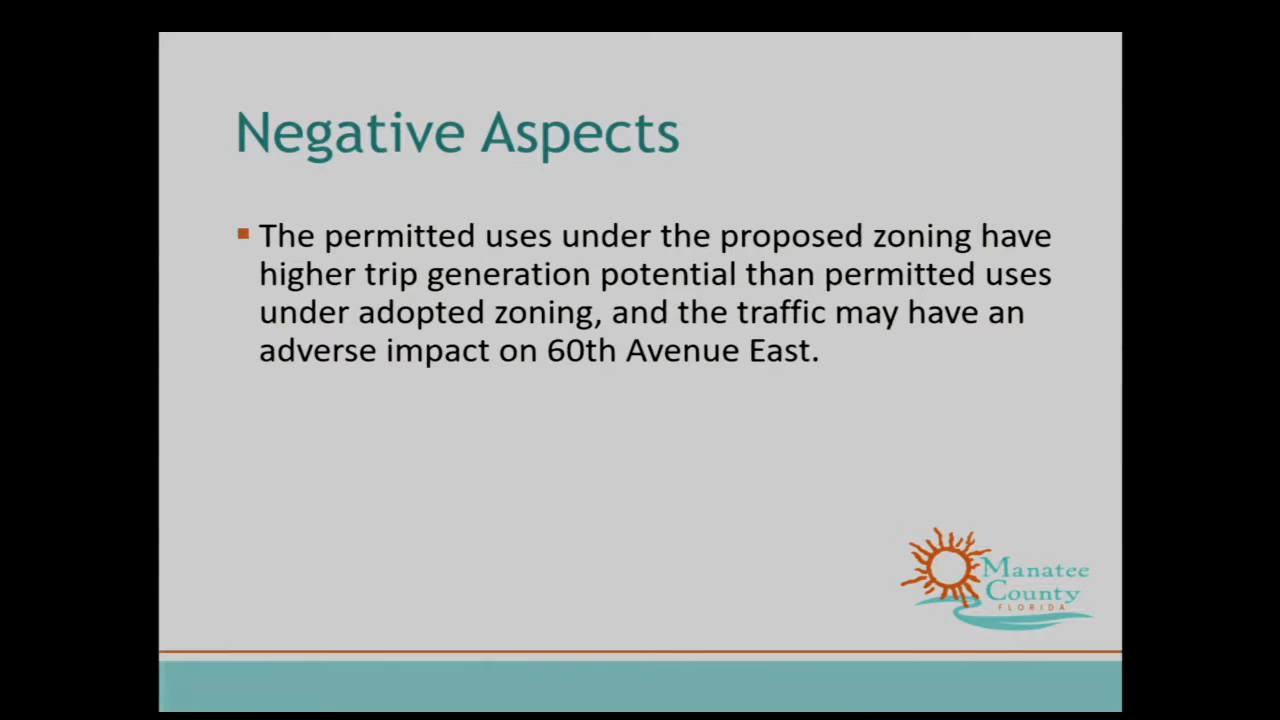 Negative Aspects
The permitted uses under the proposed zoning have
higher trip generation potential than permitted uses
under adopted zoning, and the traffic may have an
adverse impact on 60th Avenue East.
Manatee
County
FLORIDA